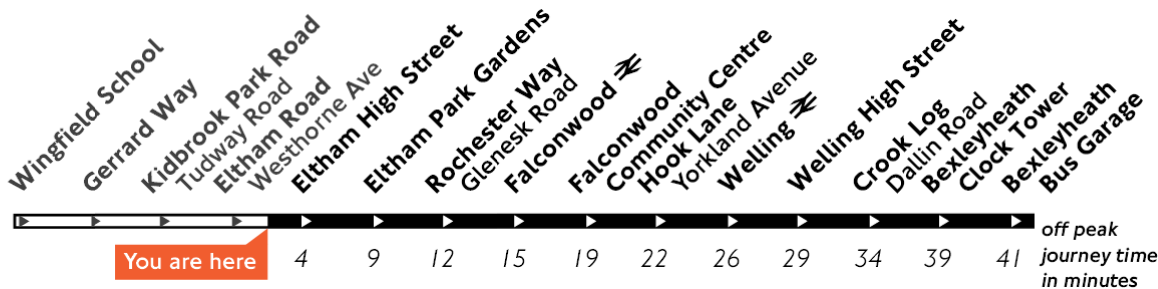 Wingfield School
Gerrard Way
Kidbrook Park Road
Tudway Road
Eltham Road
Westhorne Ave
Eltham High Street
Eltham Park Gardens
Rochester Way
Glenesk Road
Falconwood
Falconwood
Community Centre
Hook Lane
Yorkland Avenue
Welling
Welling High Street
Crook Log
Dallin Road
Bexleyheath
Clock Tower
Bexleyheath
Bus Garage
You are here
4 9 12 15 19 22 26 29 34 39 41
off peak
journey time
in minutes